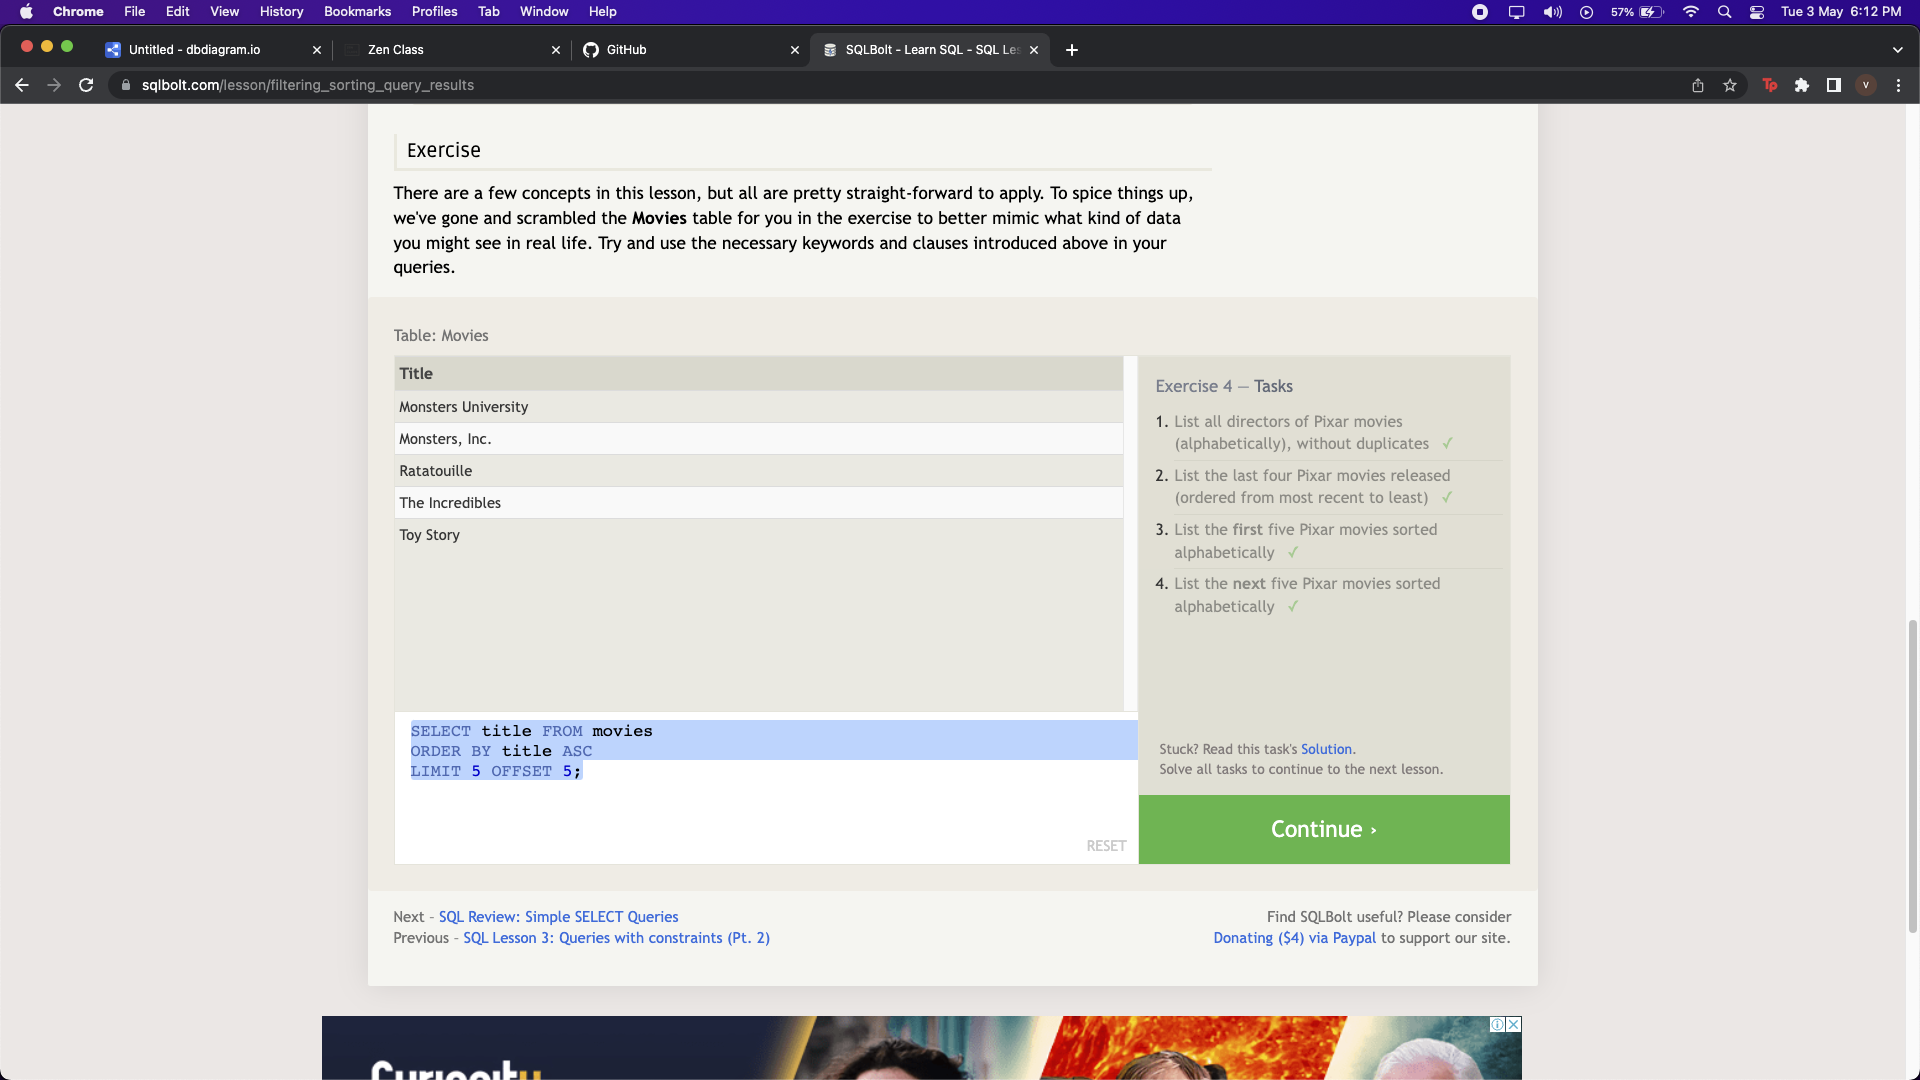 Chrome File Edit View History Bookmarks Profiles Tab Window Help 57% Tue 3 May 6:12 PM
Untitled - dbdiagram.io Zen Class GitHub SQLBolt - Learn SQL - SQL Les
sqlbolt.com/lesson/filtering_sorting_query_results Tp V
Exercise
There are a few concepts in this lesson, but all are pretty straight-forward to apply. To spice things up,
we've gone and scrambled the Movies table for you in the exercise to better mimic what kind of data
you might see in real life. Try and use the necessary keywords and clauses introduced above in your
queries.
Table: Movies
Title
Monsters University
Monsters, Inc.
Ratatouille
The Incredibles
Toy Story
SELECT title FROM movies
ORDER BY title ASC
LIMIT 5 OFFSET 5;
RESET
Exercise 4 — Tasks
1. List all directors of Pixar movies
(alphabetically), without duplicates ✓
2. List the last four Pixar movies released
(ordered from most recent to least) ✓
3. List the first five Pixar movies sorted
alphabetically ✓
4. List the next five Pixar movies sorted
alphabetically ✓
Stuck? Read this task's Solution.
Solve all tasks to continue to the next lesson.
Continue ›
Next - SQL Review: Simple SELECT Queries
Previous - SQL Lesson 3: Queries with constraints (Pt. 2)
Find SQLBolt useful? Please consider
Donating ($4) via Paypal to support our site.
Curiosity